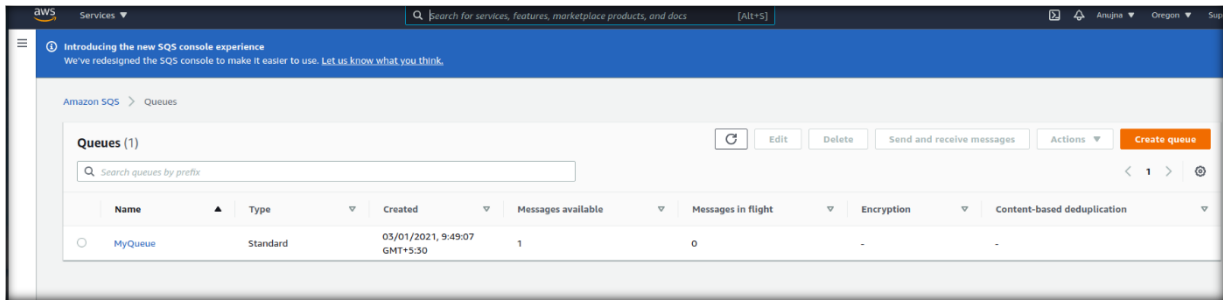 aws Services ▼ Search for services, features, marketplace products, and docs [Alt+S] Anujna ▼ Oregon ▼ Sup
Introducing the new SQS console experience
We've redesigned the SQS console to make it easier to use. Let us know what you think.
Amazon SQS > Queues
Queues (1) Edit Delete Send and receive messages Actions ▼ Create queue
Search queues by prefix < 1 >
Name ▲ Type Created Messages available Messages in flight Encryption Content-based deduplication
MyQueue Standard 03/01/2021, 9:49:07 GMT+5:30 1 0 - -